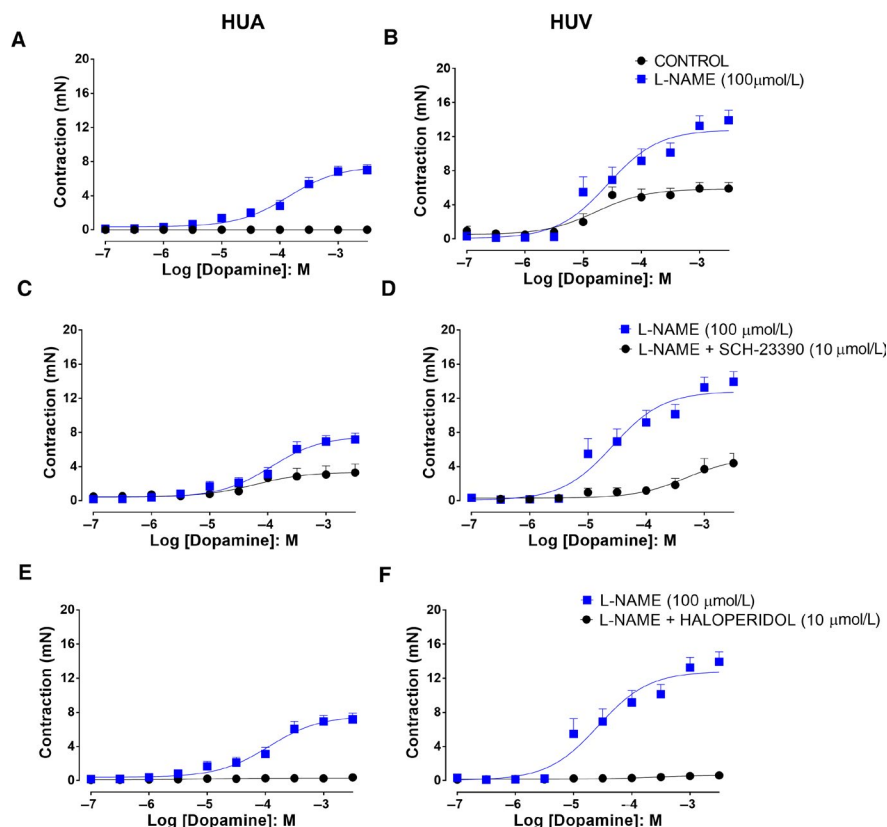 HUA
HUV
A
B
CONTROL
L-NAME (100μmol/L)
Contraction (mN)
20
16
12
8
4
0
–7
–6
–5
–4
–3
Log [Dopamine]: M
Contraction (mN)
20
16
12
8
4
0
–7
–6
–5
–4
–3
Log [Dopamine]: M
C
D
L-NAME (100 μmol/L)
L-NAME + SCH-23390 (10 μmol/L)
Contraction (mN)
20
16
12
8
4
0
–7
–6
–5
–4
–3
Log [Dopamine]: M
Contraction (mN)
20
16
12
8
4
0
–7
–6
–5
–4
–3
Log [Dopamine]: M
E
F
L-NAME (100 μmol/L)
L-NAME + HALOPERIDOL (10 μmol/L)
Contraction (mN)
20
16
12
8
4
0
–7
–6
–5
–4
–3
Log [Dopamine]: M
Contraction (mN)
20
16
12
8
4
0
–7
–6
–5
- -4
–3
Log [Dopamine]: M